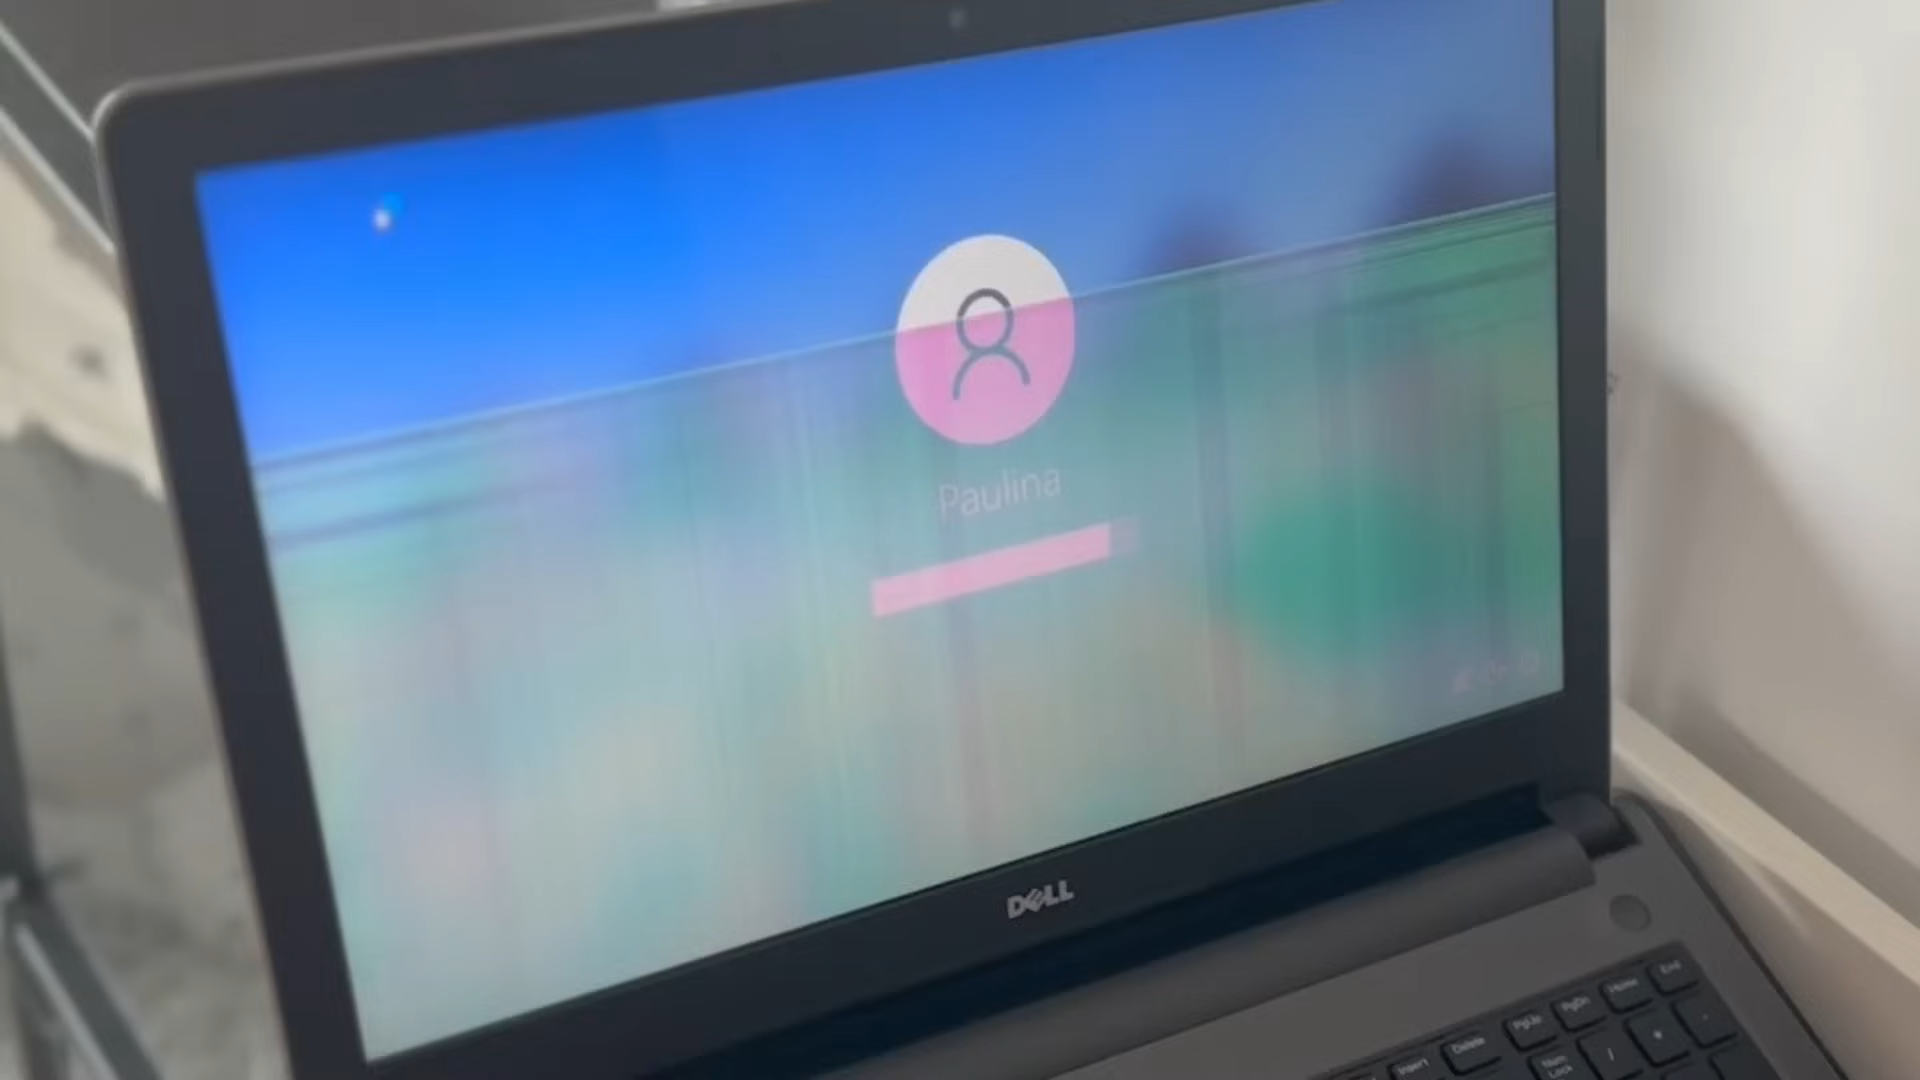 Paulina
DELL
End
Home
PgDn
PgUp
Delete
Insert
Num
Lock
/
*
-